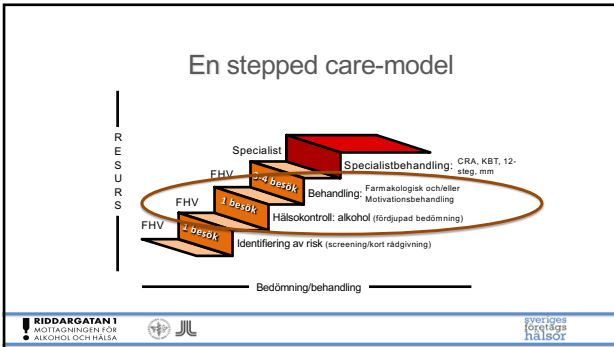 En stepped care-model
R
E
S
U
R
S
Specialist
Specialistbehandling: CRA, KBT, 12-
steg, mm
FHV
3-4 besök
Behandling: Farmakologisk och/eller
Motivationsbehandling
FHV
1 besök
Hälsokontroll: alkohol (fördjupad bedömning)
FHV
1 besök
Identifiering av risk (screening/kort rådgivning)
Bedömning/behandling
RIDDARGATAN 1
MOTTAGNINGEN FÖR
ALKOHOL OCH HÄLSA
JLL
sveriges
företags
hälsor